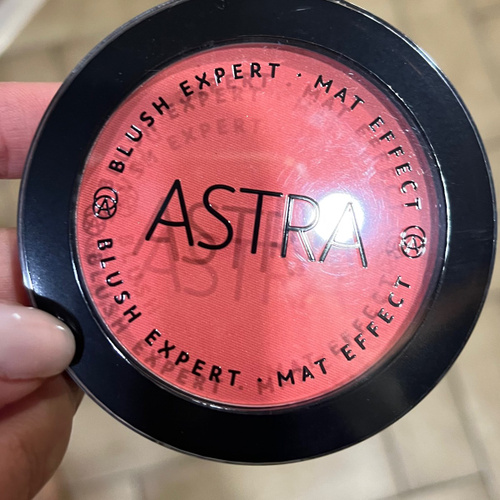 BLUSH EXPERT · MAT EFFECT
ASTRA
BLUSH EXPERT · MAT EFFECT